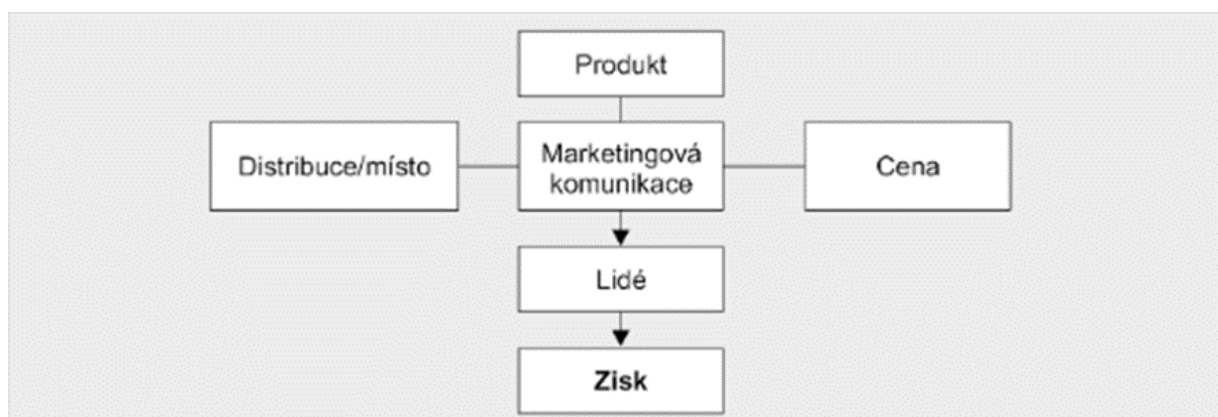 Produkt
Distribuce/místo
Marketingová
komunikace
Cena
Lidé
Zisk